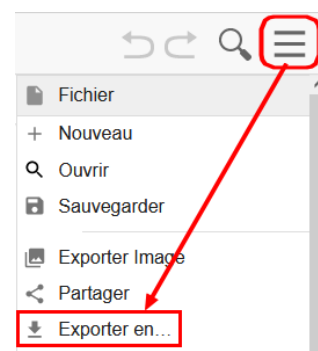 Fichier
Nouveau
Ouvrir
Sauvegarder
Exporter Image
Partager
Exporter en...